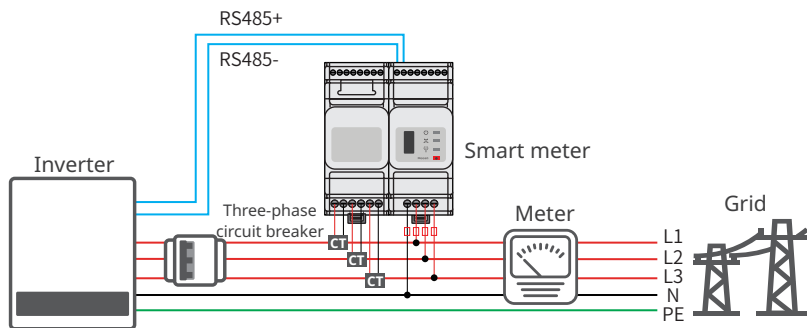 RS485+
RS485-
Inverter
Smart meter
Three-phase
circuit breaker
Meter
Grid
CT
CT
CT
L1
L2
L3
N
PE